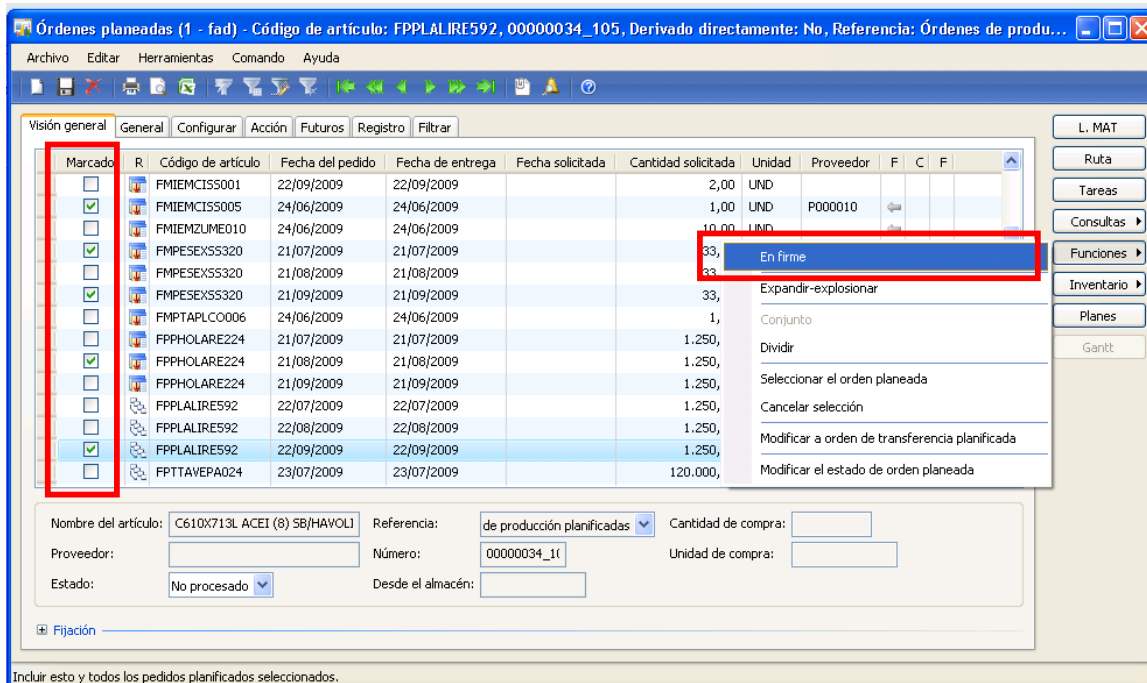 Órdenes planeadas (1 - fad) - Código de artículo: FPPLALIRE592, 00000034_105, Derivado directamente: No, Referencia: Órdenes de produ...
Archivo Editar Herramientas Comando Ayuda
Visión general General Configurar Acción Futuros Registro Filtrar
L. MAT
Marcado R Código de artículo Fecha del pedido Fecha de entrega Fecha solicitada Cantidad solicitada Unidad Proveedor F C F
Ruta
FMIEMCISS001 22/09/2009 22/09/2009 2,00 UND
Tareas
FMIEMCISS005 24/06/2009 24/06/2009 1,00 UND P000010
Consultas
FMIEMZUME010 24/06/2009 24/06/2009 10,00 UND
FMPESEXSS320 21/07/2009 21/07/2009 33,
En firme
Funciones
FMPESEXSS320 21/08/2009 21/08/2009 33,
Expandir-explosionar
Inventario
FMPESEXSS320 21/09/2009 21/09/2009 33,
FMPTAPLCO006 24/06/2009 24/06/2009 1,
Conjunto
Planes
FPPHOLARE224 21/07/2009 21/07/2009 1.250,
Dividir
Gantt
FPPHOLARE224 21/08/2009 21/08/2009 1.250,
FPPHOLARE224 21/09/2009 21/09/2009 1.250,
Seleccionar el orden planeada
FPPLALIRE592 22/07/2009 22/07/2009 1.250,
Cancelar selección
FPPLALIRE592 22/08/2009 22/08/2009 1.250,
Modificar a orden de transferencia planificada
FPPLALIRE592 22/09/2009 22/09/2009 1.250,
Modificar el estado de orden planeada
FPTTAVEPA024 23/07/2009 23/07/2009 120.000,
Nombre del artículo: C610X713L ACEI (8) SB/HAVOLI Referencia: de producción planificadas Cantidad de compra:
Proveedor: Número: 00000034_1( Unidad de compra:
Estado: No procesado Desde el almacén:
Fijación
Incluir esto y todos los pedidos planificados seleccionados.